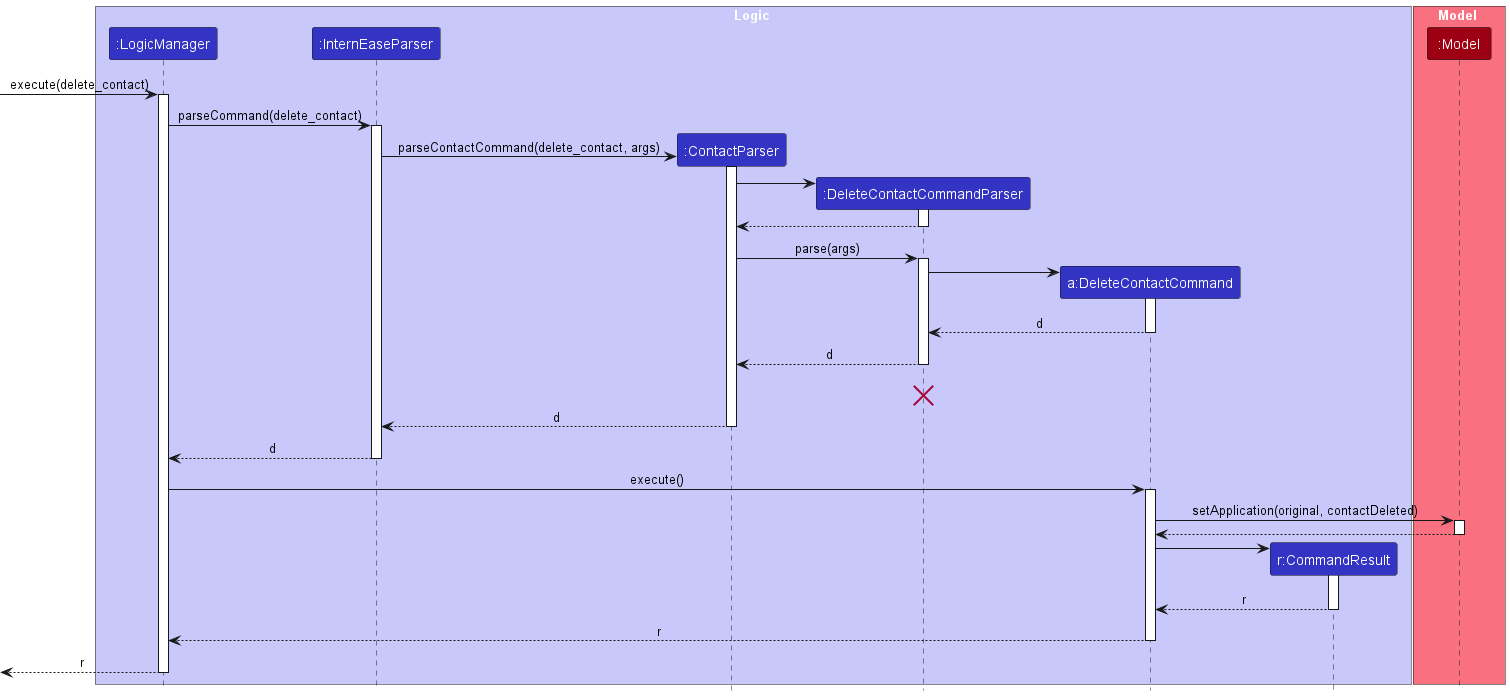 Logic
Model
:LogicManager
:InternEaseParser
:Model
execute(delete_contact)
parseCommand(delete_contact)
parseContactCommand(delete_contact, args)
:ContactParser
:DeleteContactCommandParser
parse(args)
a:DeleteContactCommand
d
d
d
d
execute()
setApplication(original, contactDeleted)
r:CommandResult
r
r
r